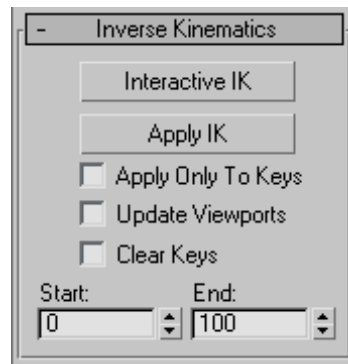 - Inverse Kinematics
Interactive IK
Apply IK
Apply Only To Keys
Update Viewports
Clear Keys
Start: End:
0 100